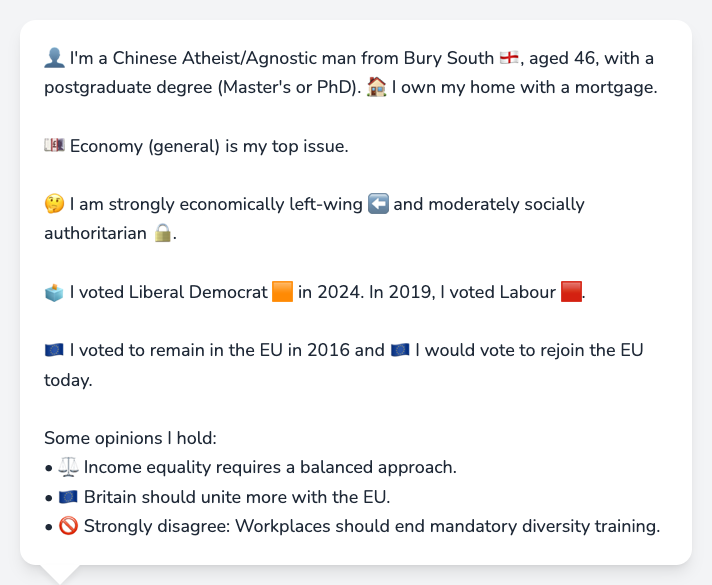 👤 I'm a Chinese Atheist/Agnostic man from Bury South 🏴󠁧󠁢󠁥󠁮󠁧󠁿, aged 46, with a
postgraduate degree (Master's or PhD). 🏠 I own my home with a mortgage.
💷 Economy (general) is my top issue.
🤔 I am strongly economically left-wing ⬅️ and moderately socially
authoritarian 🔒.
🗳️ I voted Liberal Democrat 🟧 in 2024. In 2019, I voted Labour 🟥.
🇪🇺 I voted to remain in the EU in 2016 and 🇪🇺 I would vote to rejoin the EU
today.
Some opinions I hold:
• ⚖️ Income equality requires a balanced approach.
• 🇪🇺 Britain should unite more with the EU.
• 🚫 Strongly disagree: Workplaces should end mandatory diversity training.